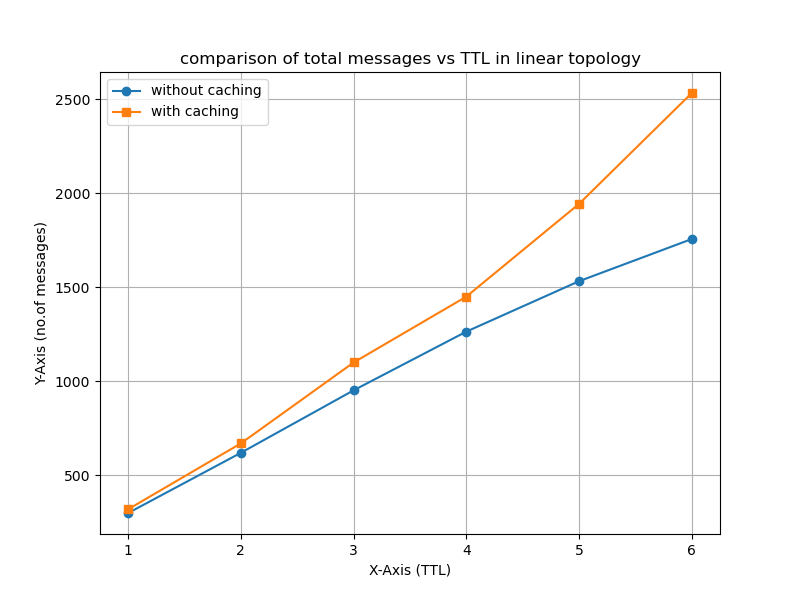 comparison of total messages vs TTL in linear topology
without caching
with caching
2500
2000
1500
1000
500
Y-Axis (no.of messages)
1 2 3 4 5 6
X-Axis (TTL)